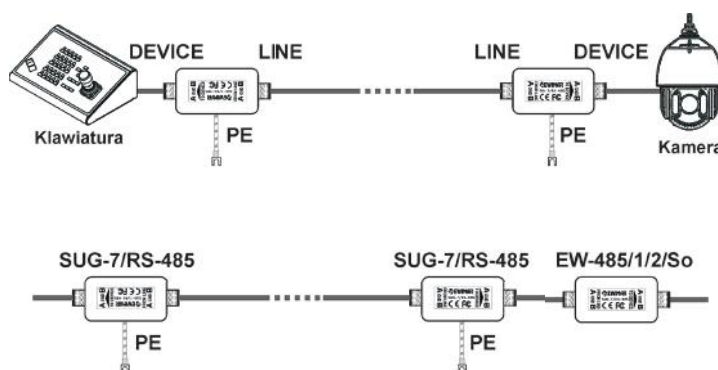 DEVICE LINE LINE DEVICE
Klawiatura PE PE Kamera
SUG-7/RS-485 SUG-7/RS-485 EW-485/1/2/So
PE PE